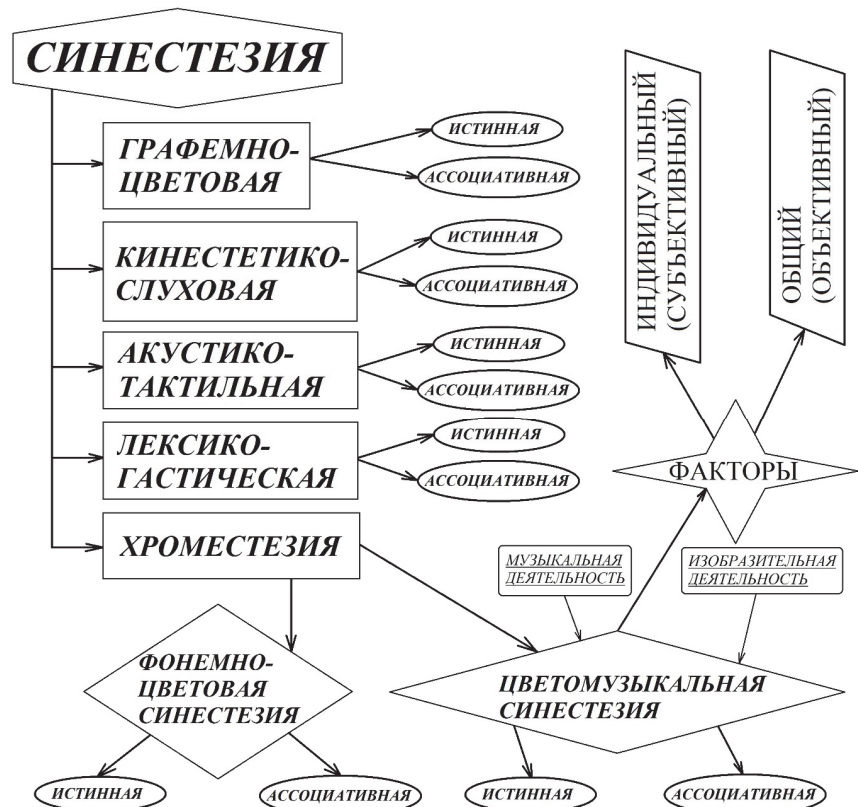 СИНЕСТЕЗИЯ
ГРАФЕМНО-
ЦВЕТОВАЯ
ИСТИННАЯ
АССОЦИАТИВНАЯ
КИНЕСТЕТИКО-
СЛУХОВАЯ
ИСТИННАЯ
АССОЦИАТИВНАЯ
АКУСТИКО-
ТАКТИЛЬНАЯ
ИСТИННАЯ
АССОЦИАТИВНАЯ
ЛЕКСИКО-
ГАСТИЧЕСКАЯ
ИСТИННАЯ
АССОЦИАТИВНАЯ
ХРОМЕСТЕЗИЯ
ИНДИВИДУАЛЬНЫЙ
(СУБЪЕКТИВНЫЙ)
ОБЩИЙ
(ОБЪЕКТИВНЫЙ)
ФАКТОРЫ
МУЗЫКАЛЬНАЯ
ДЕЯТЕЛЬНОСТЬ
ИЗОБРАЗИТЕЛЬНАЯ
ДЕЯТЕЛЬНОСТЬ
ФОНЕМНО-
ЦВЕТОВАЯ
СИНЕСТЕЗИЯ
ЦВЕТОМУЗЫКАЛЬНАЯ
СИНЕСТЕЗИЯ
ИСТИННАЯ
АССОЦИАТИВНАЯ
ИСТИННАЯ
АССОЦИАТИВНАЯ